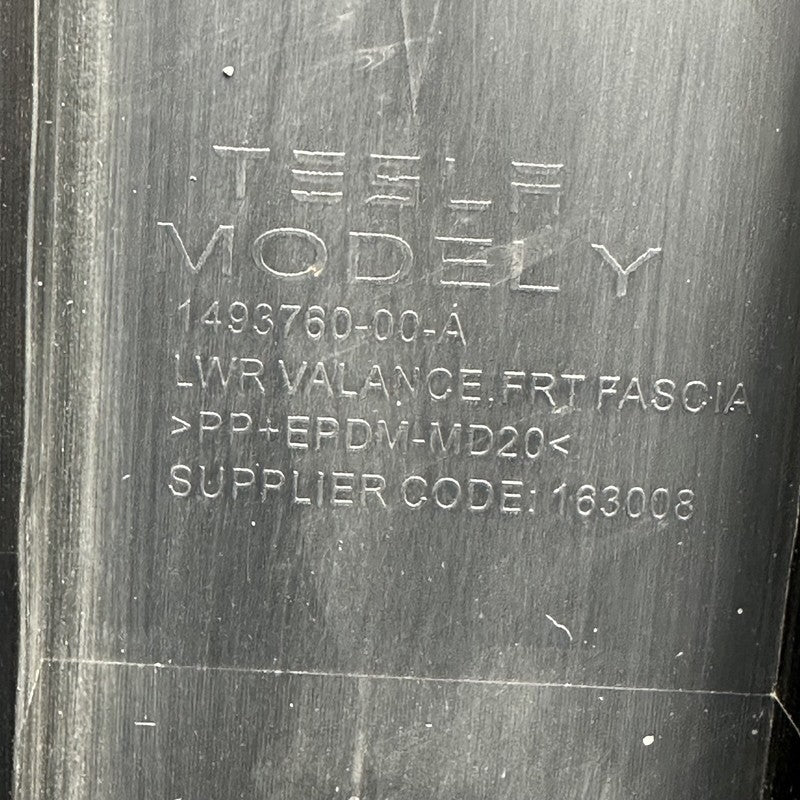 TESLA
MODEL Y
1493760-00-A
LWR VALANCE, FRT FASCIA
>PP+EPDM-MD20<
SUPPLIER CODE: 163008